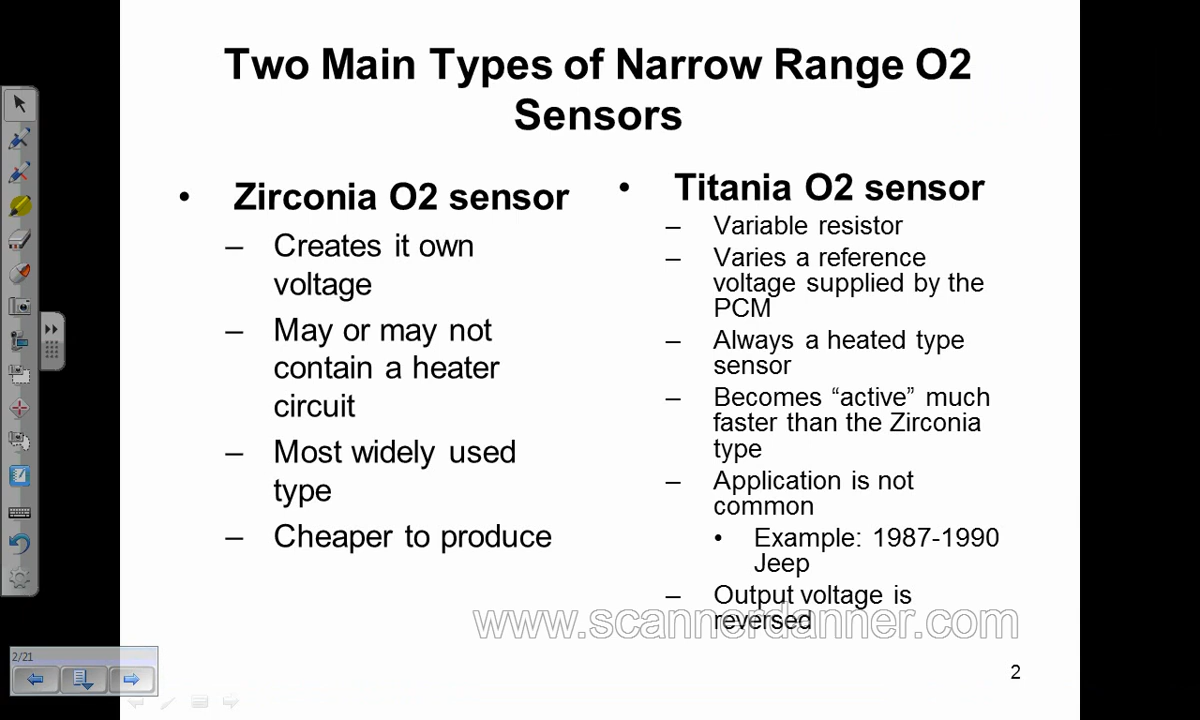 Two Main Types of Narrow Range O2
Sensors
• Zirconia O2 sensor
– Creates it own
voltage
– May or may not
contain a heater
circuit
– Most widely used
type
– Cheaper to produce
• Titania O2 sensor
– Variable resistor
– Varies a reference
voltage supplied by the
PCM
– Always a heated type
sensor
– Becomes “active” much
faster than the Zirconia
type
– Application is not
common
• Example: 1987-1990
Jeep
– Output voltage is
reversed
www.scannerdanner.com
2/21
2